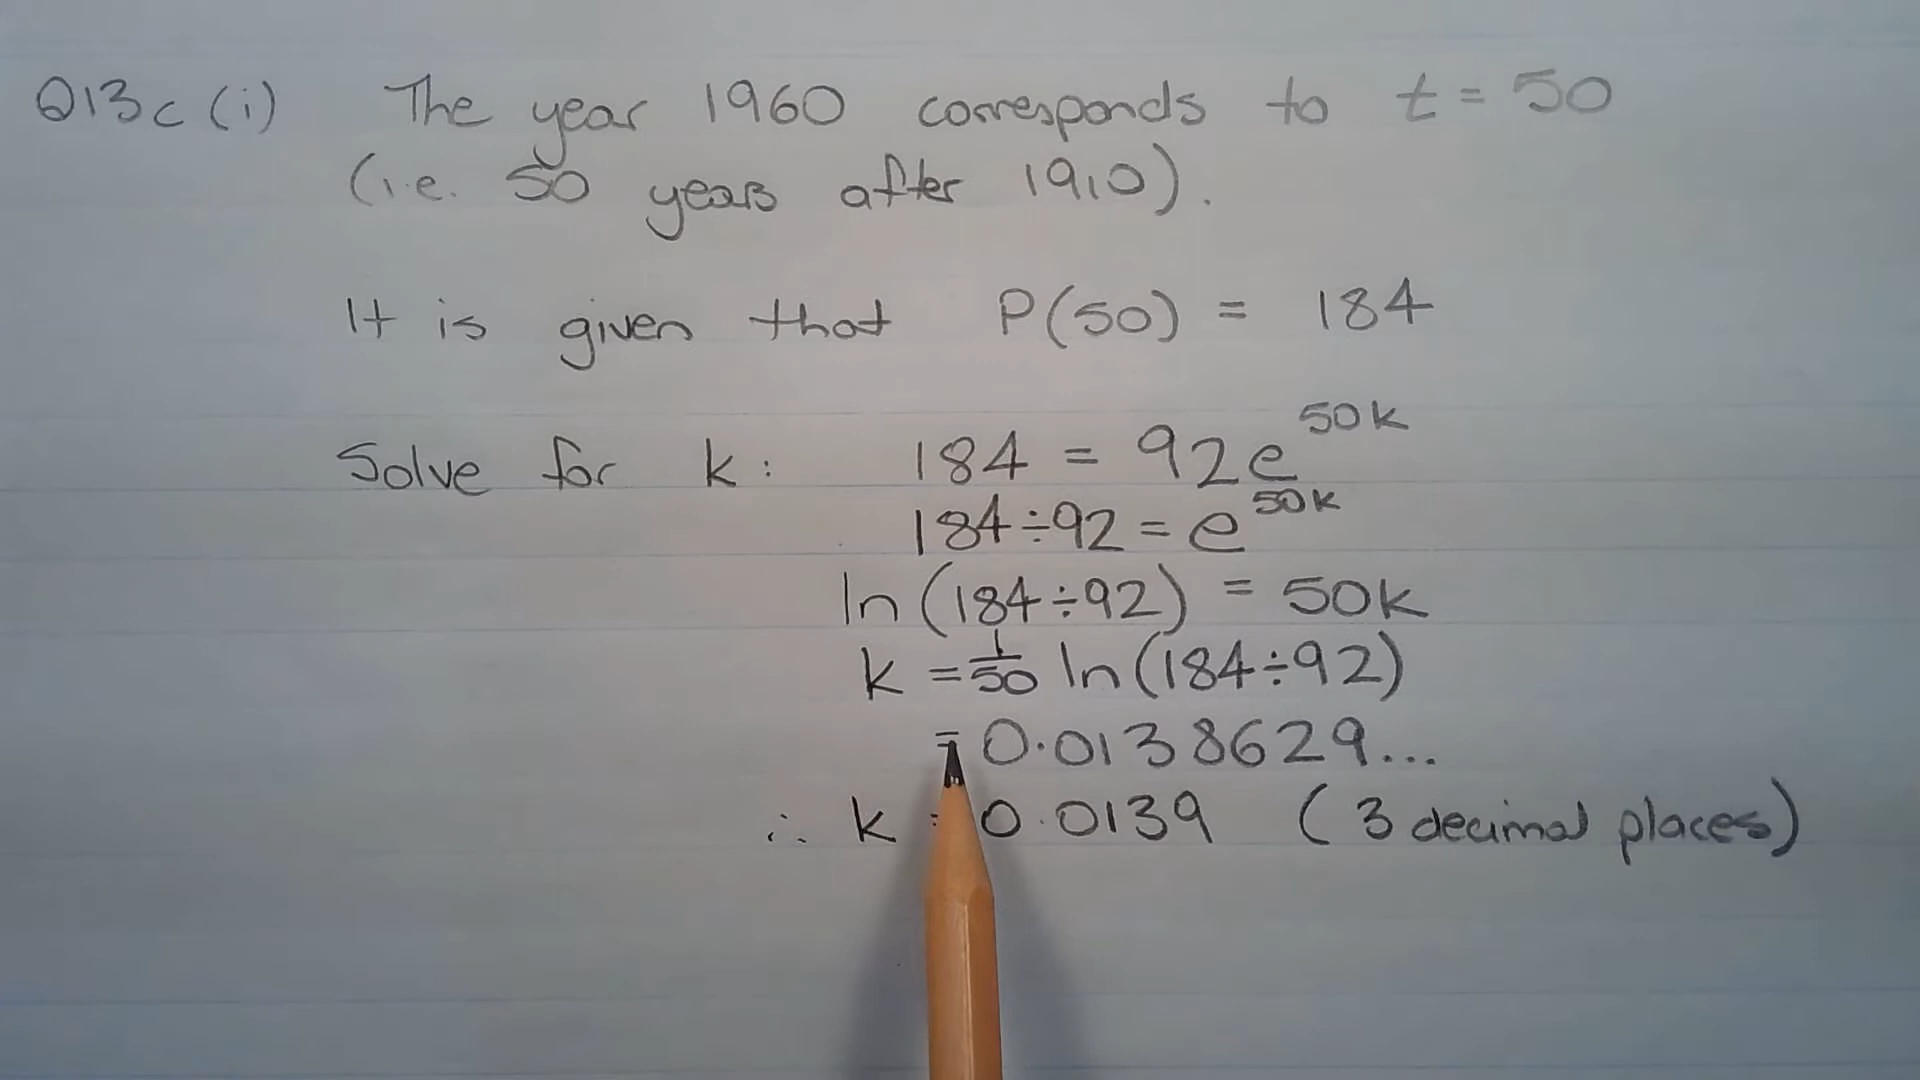 Q13c (i) The year 1960 corresponds to t = 50
(i.e. 50 years after 1910).
It is given that P(50) = 184
Solve for k: 184 = 92e^50k
184÷92 = e^50k
ln(184÷92) = 50k
k = 1/50 ln(184÷92)
= 0.0138629...
∴ k = 0.0139 (3 decimal places)